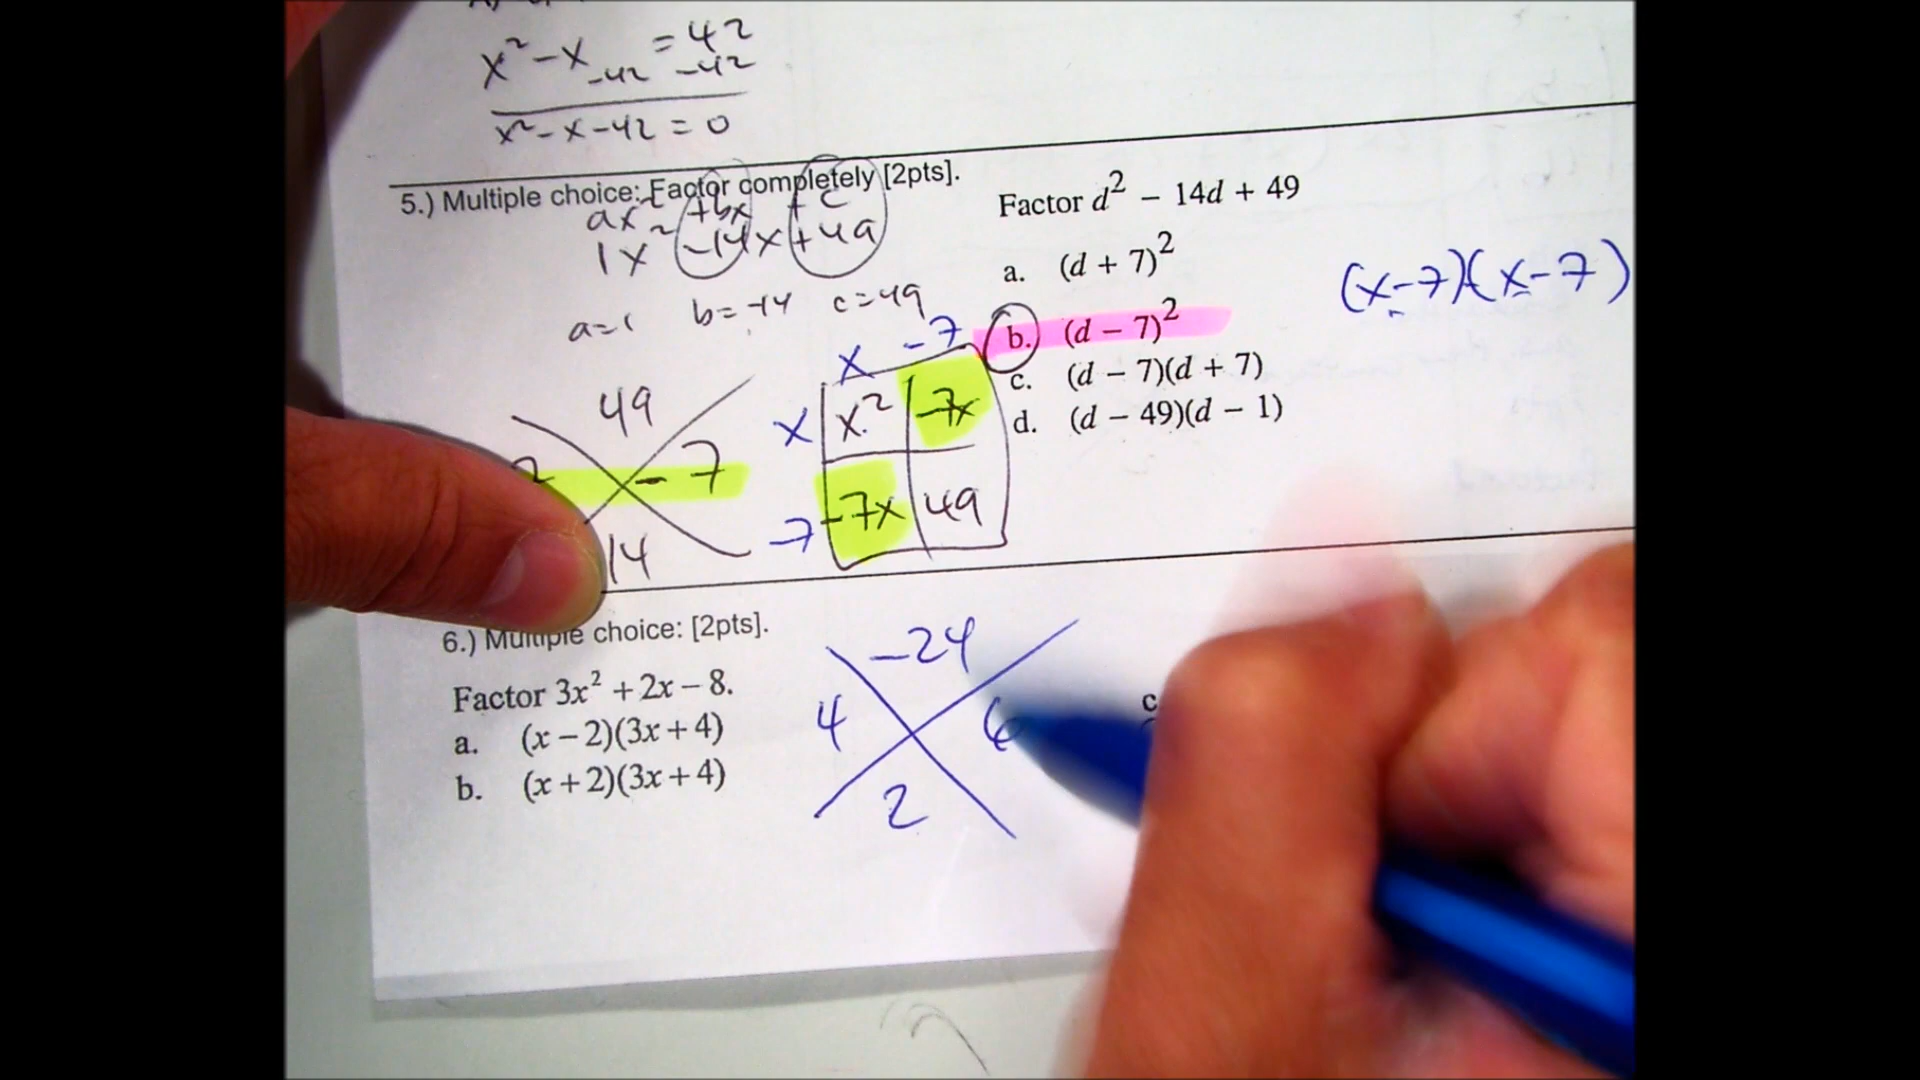 x² - x = 42
-42 -42
x² - x - 42 = 0
5.) Multiple choice: Factor completely [2pts].
ax² + bx + c
1x² - 14x + 49
a=1 b=-14 c=49
49
- 7
14
x -7
x x² -7x
-7 -7x 49
Factor d² – 14d + 49
a. (d + 7)²
b. (d – 7)²
c. (d – 7)(d + 7)
d. (d – 49)(d – 1)
(x-7)(x-7)
6.) Multiple choice: [2pts].
Factor 3x² + 2x – 8.
a. (x – 2)(3x + 4)
b. (x + 2)(3x + 4)
-24
4 6
2
c